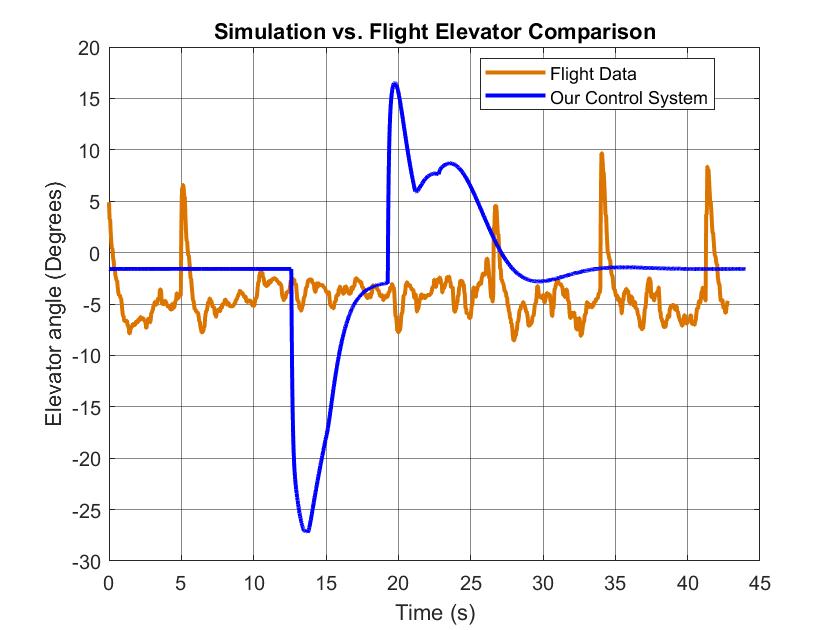 Simulation vs. Flight Elevator Comparison
Flight Data
Our Control System
Elevator angle (Degrees)
20
15
10
5
0
-5
-10
-15
-20
-25
-30
0 5 10 15 20 25 30 35 40 45
Time (s)